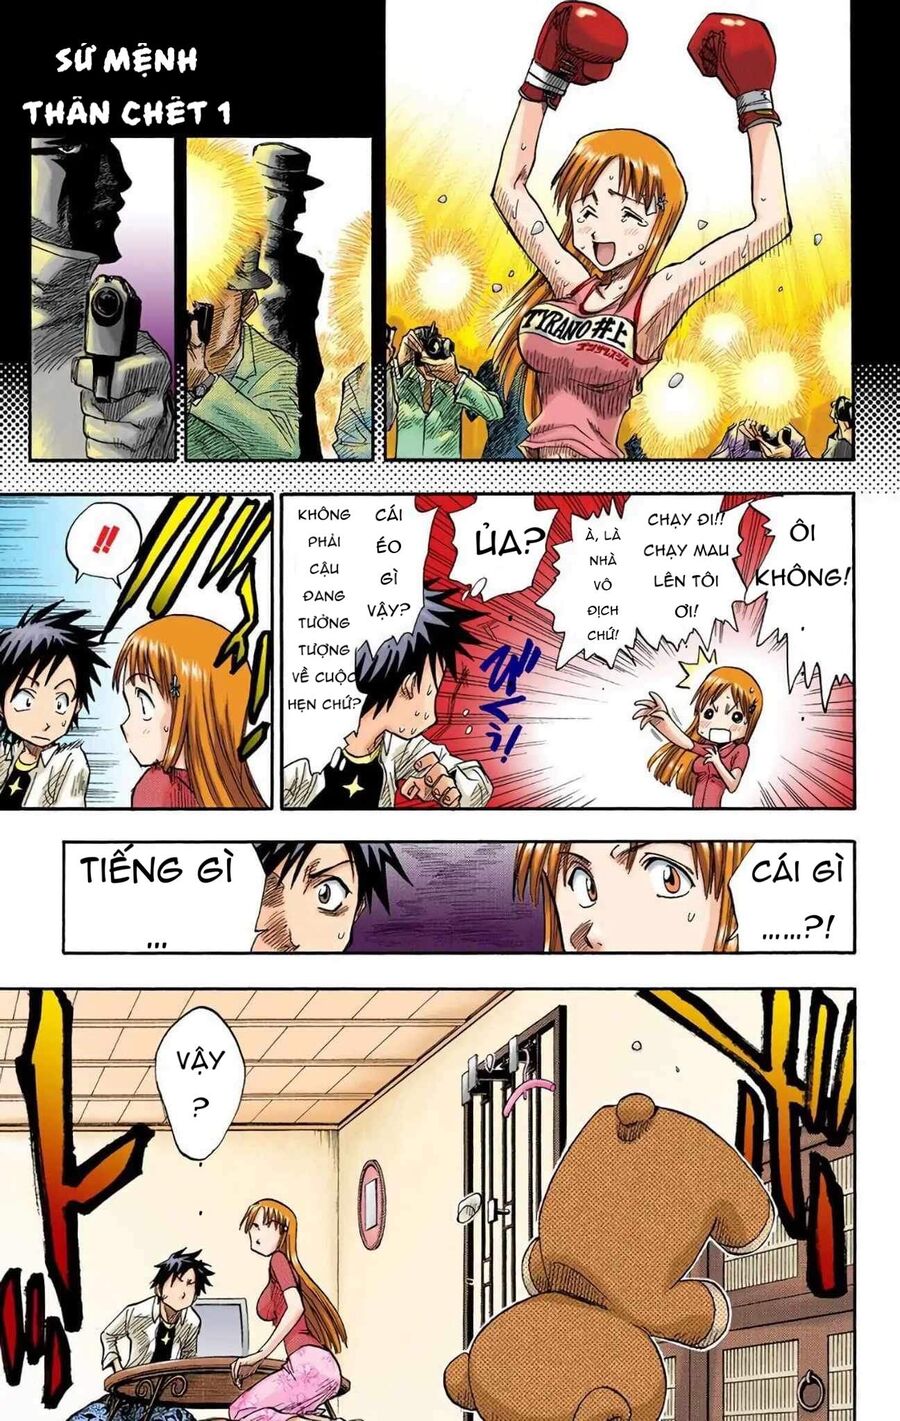 SỨ MỆNH
THẦN CHẾT 1
TYRANO井上
ÔI
KHÔNG!
CHẠY ĐI!!
CHẠY MAU
LÊN TÔI
ƠI!
À, LÀ
NHÀ
VÔ
ĐỊCH
CHỨ!
ỦA?
CÁI
ÉO
GÌ
VẬY?
KHÔNG
PHẢI
CẬU
ĐANG
TƯỞNG
TƯỢNG
VỀ CUỘC
HẸN CHỨ?
!!
CÁI GÌ
......?!
TIẾNG GÌ
...
VẬY
?